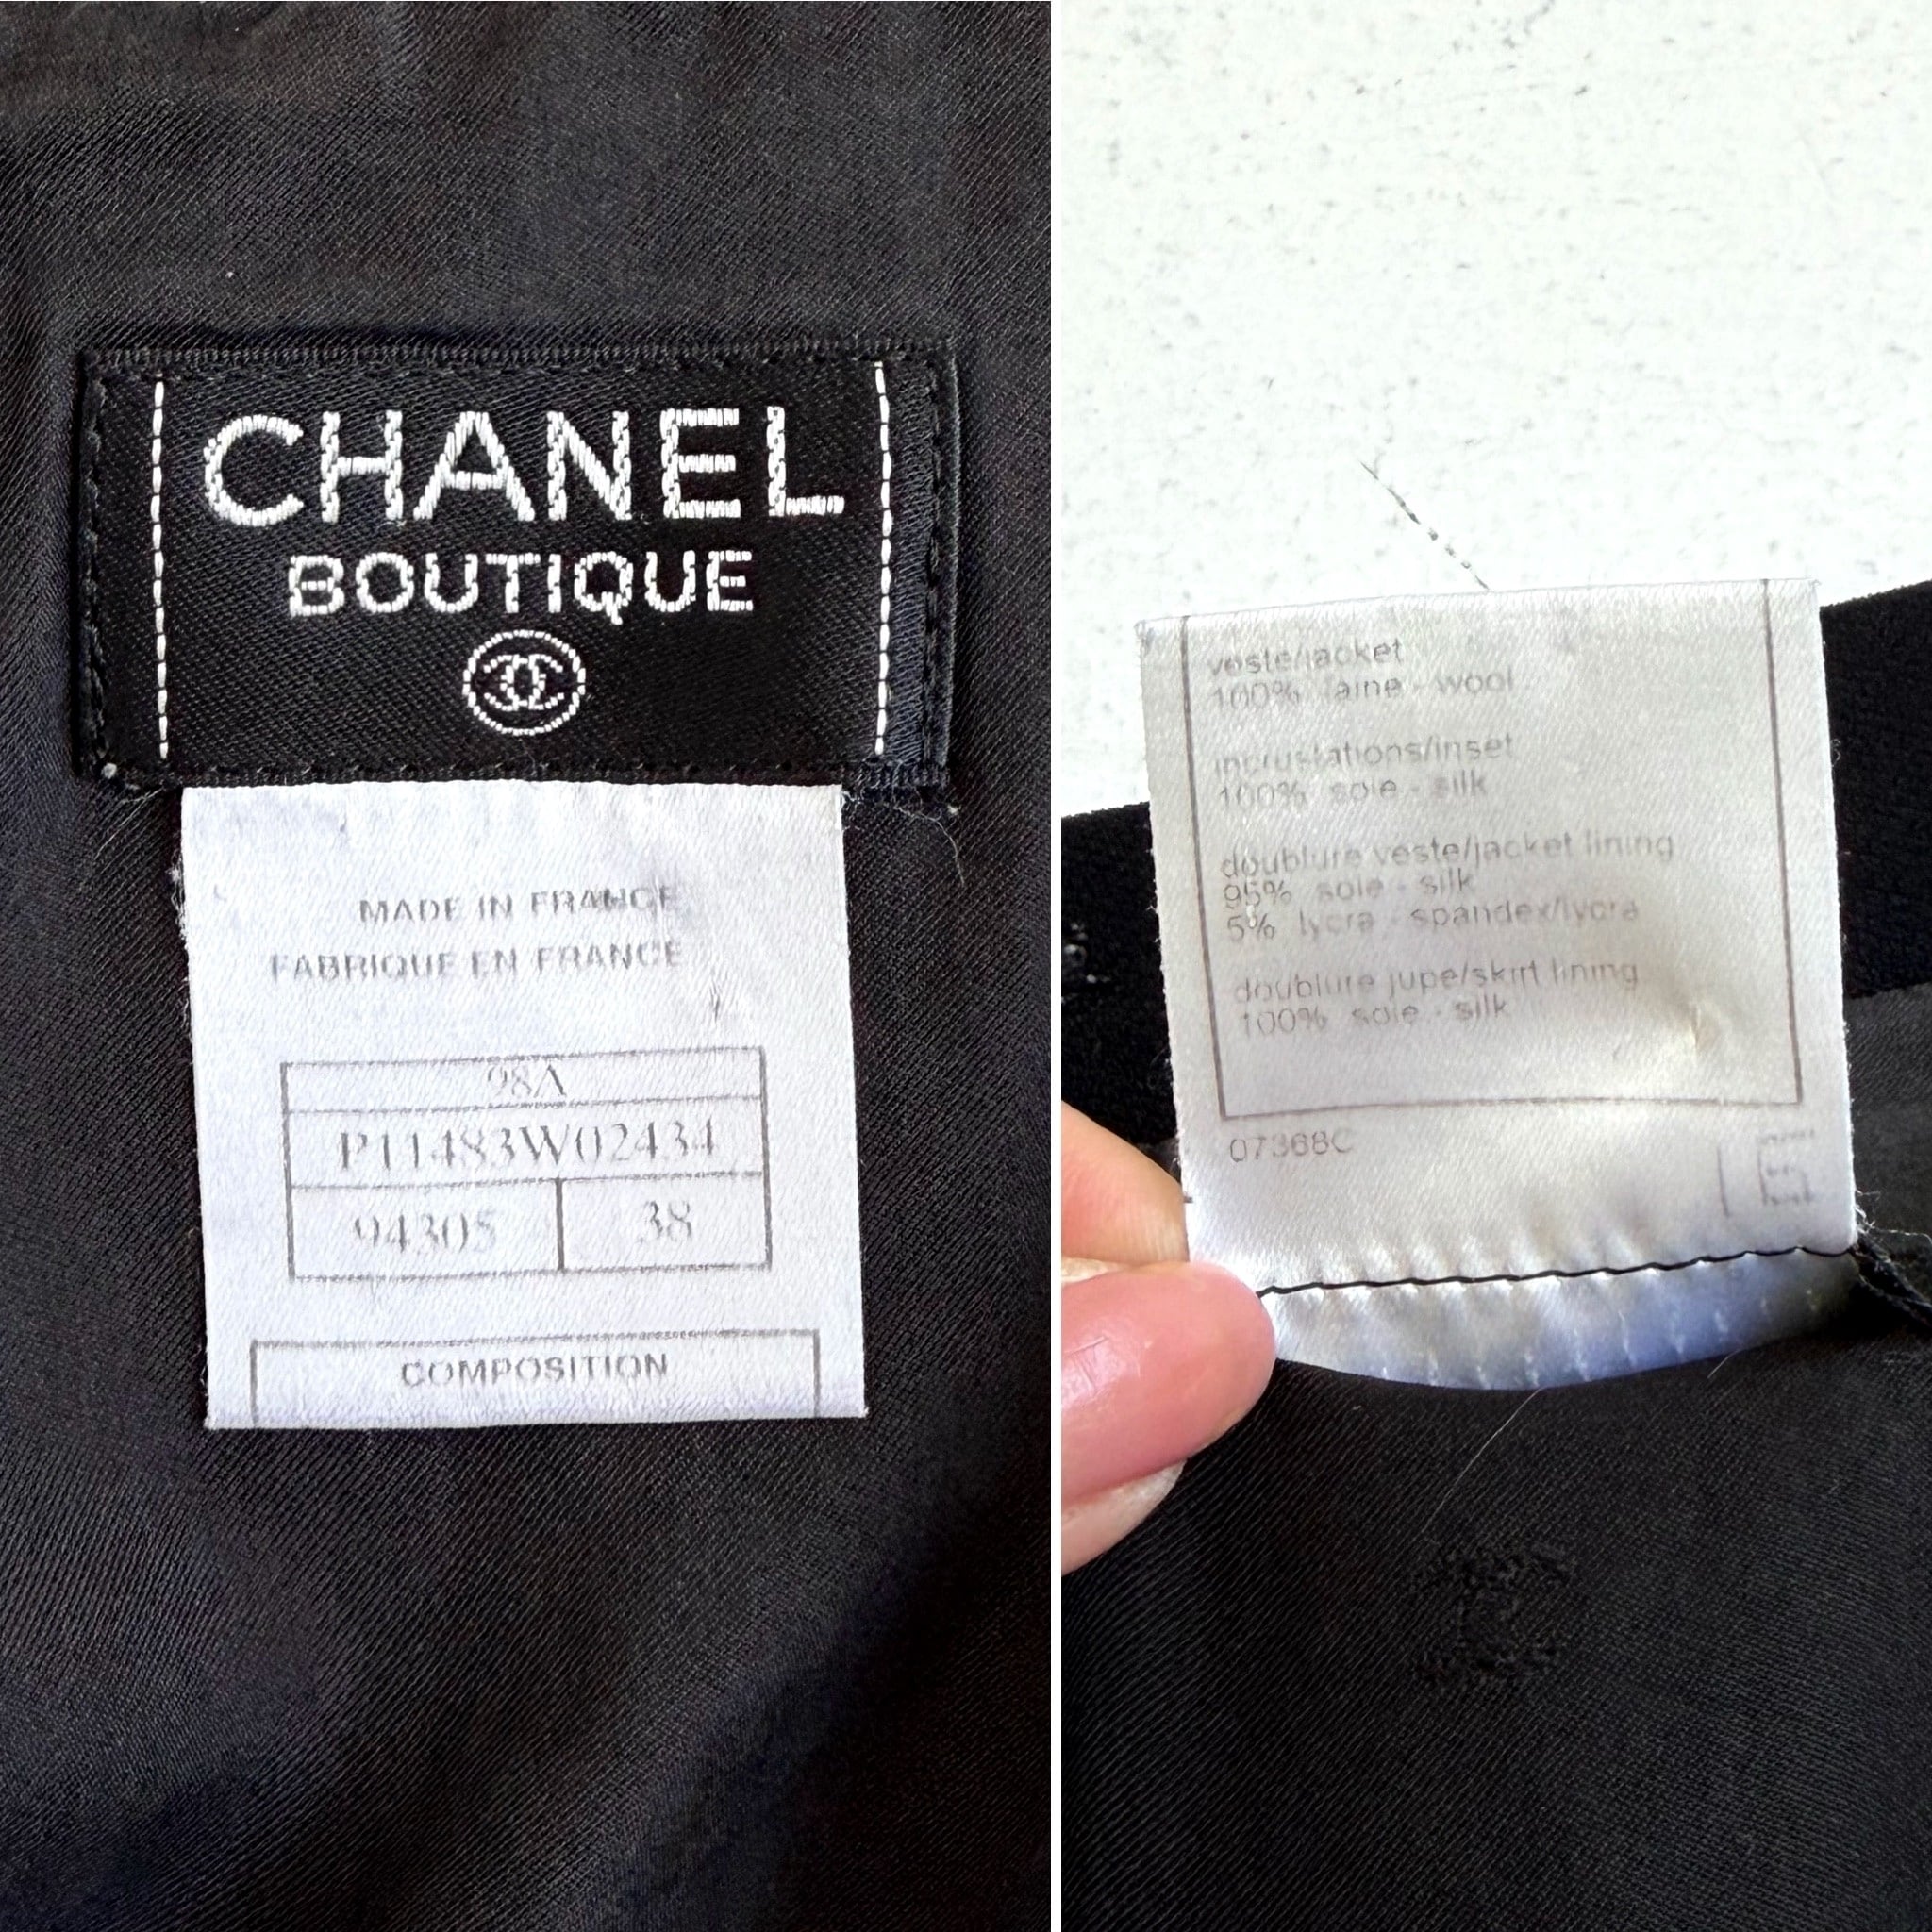 CHANEL
BOUTIQUE
MADE IN FRANCE
FABRIQUE EN FRANCE
98A
P11483W02434
94305 38
COMPOSITION
veste/jacket
100% laine - wool
incrustations/inset
100% soie - silk
doublure veste/jacket lining
95% soie - silk
5% lycra - spandex/lycra
doublure jupe/skirt lining
100% soie - silk
07368C